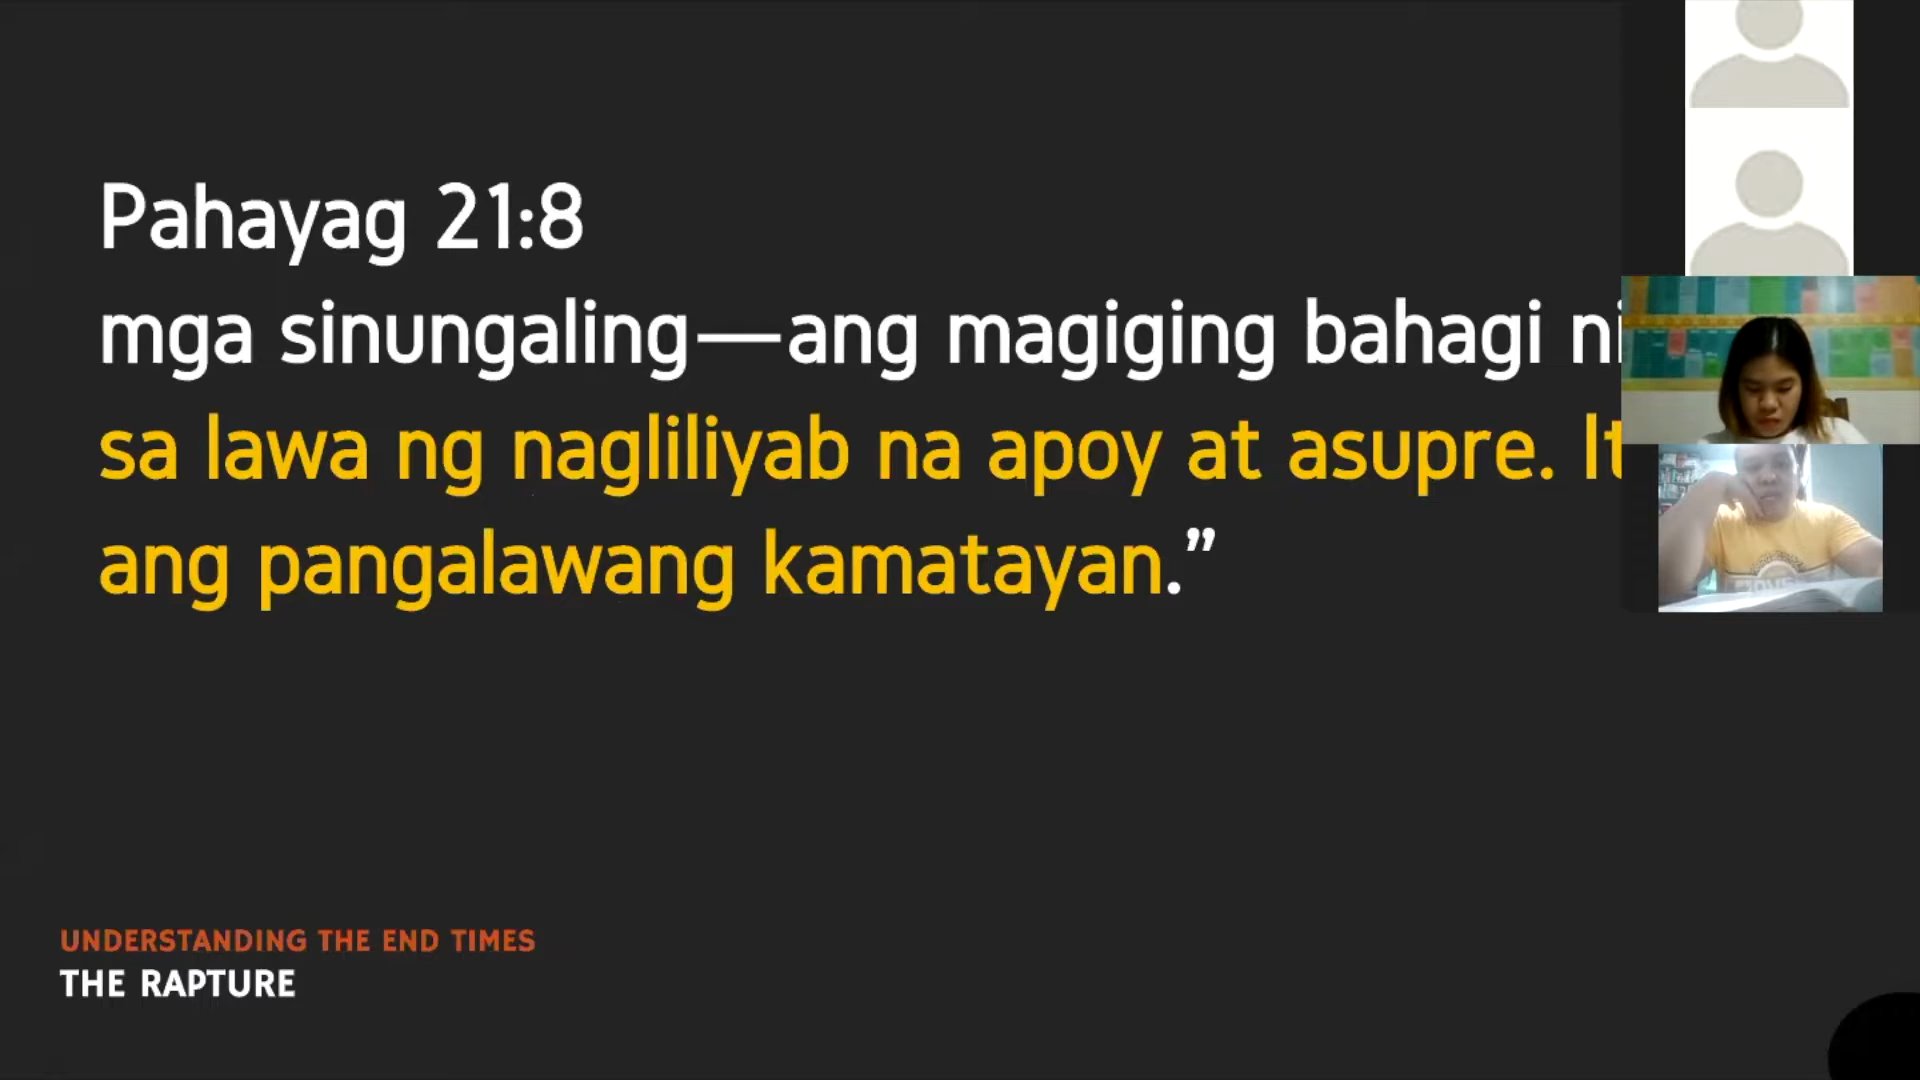 Pahayag 21:8
mga sinungaling—ang magiging bahagi
sa lawa ng nagliliyab na apoy at asupre.
ang pangalawang kamatayan.”
UNDERSTANDING THE END TIMES
THE RAPTURE